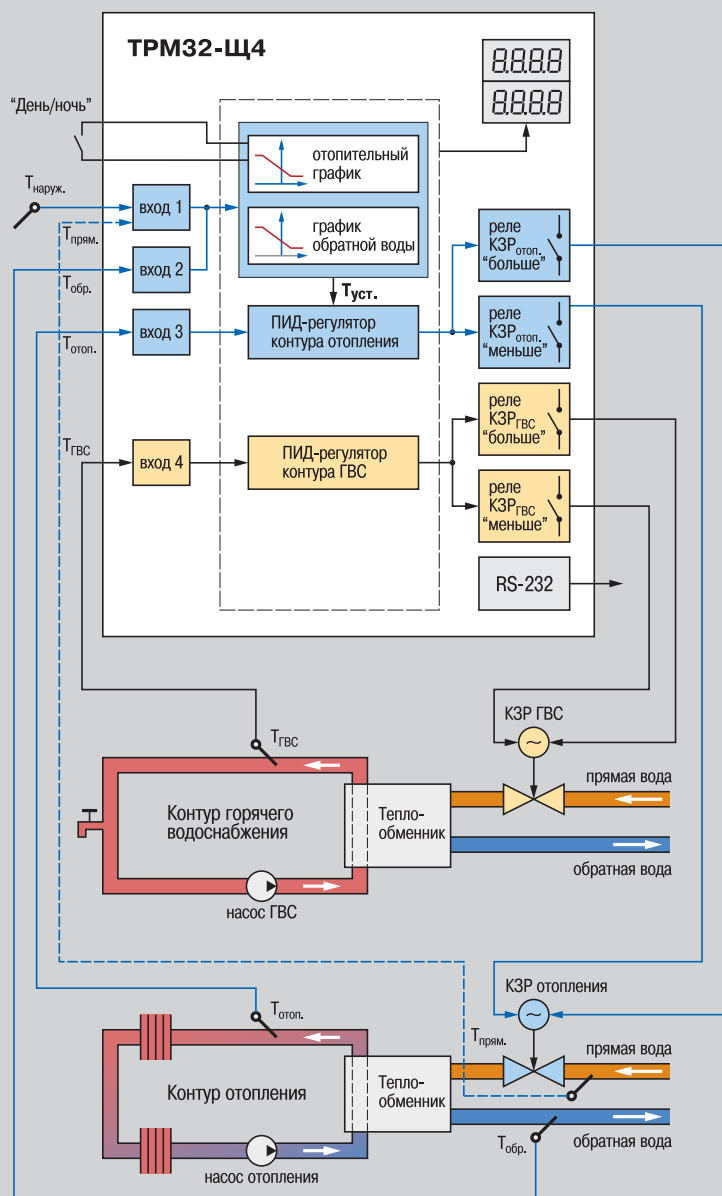 ТРМ32-Щ4
8.8.8.8
8.8.8.8
“День/ночь”
отопительный
график
Tнаруж.
вход 1
Tпрям.
график
обратной воды
реле
КЗРотоп.
“больше”
вход 2
Tобр.
Tуст.
вход 3
Tотоп.
ПИД-регулятор
контура отопления
реле
КЗРотоп.
“меньше”
реле
КЗРГВС
“больше”
TГВС
вход 4
ПИД-регулятор
контура ГВС
реле
КЗРГВС
“меньше”
RS-232
КЗР ГВС
TГВС
прямая вода
Контур горячего
водоснабжения
Тепло-
обменник
обратная вода
насос ГВС
КЗР отопления
Tотоп.
Tпрям.
прямая вода
Контур отопления
Тепло-
обменник
Tобр.
обратная вода
насос отопления